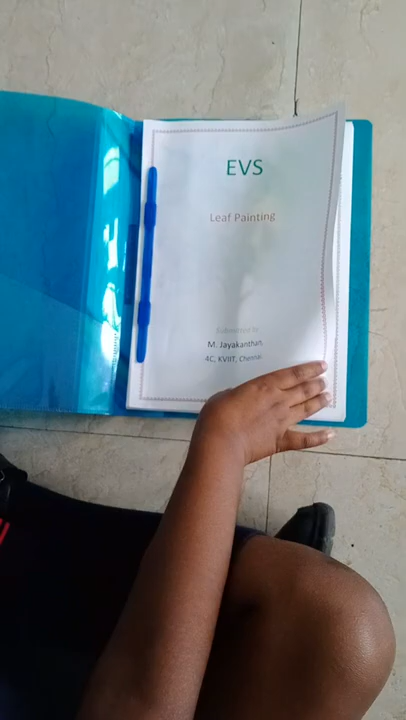 EVS
Leaf Painting
Submitted by
M. Jayakanthan
4C, KVIIT, Chennai